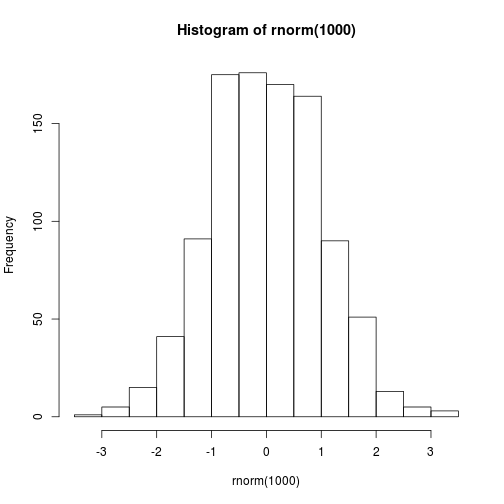 Histogram of rnorm(1000)
Frequency
150
100
50
0
-3 -2 -1 0 1 2 3
rnorm(1000)